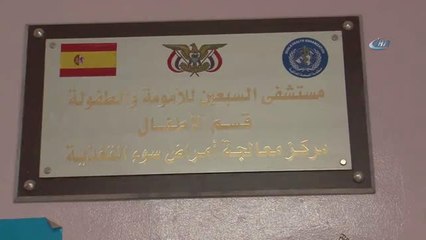 مستشفى السبعين للأمومة والطفولة
قسم الأطفال
مركز معالجة أمراض سوء التغذية